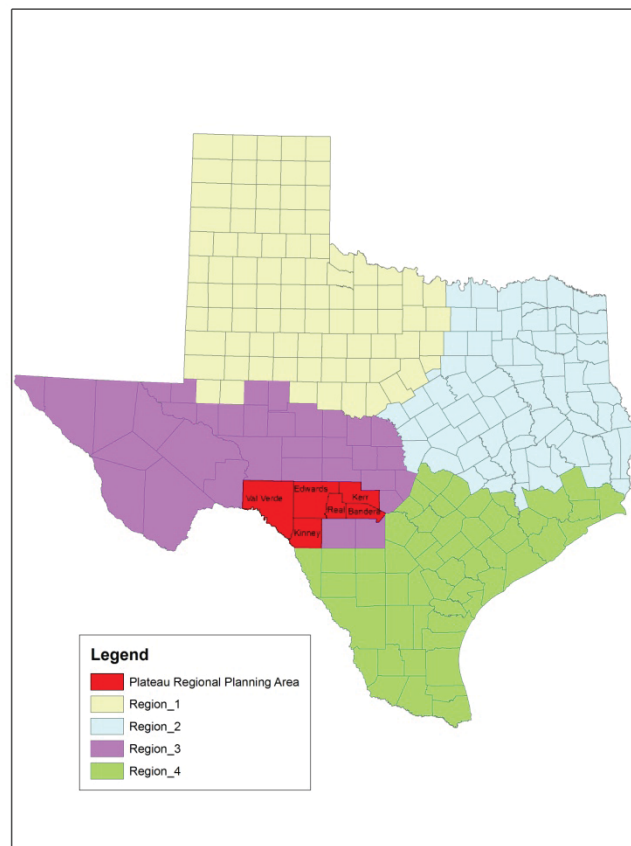 Edwards
Val Verde
Kerr
Real
Bandera
Kinney
Legend
Plateau Regional Planning Area
Region_1
Region_2
Region_3
Region_4